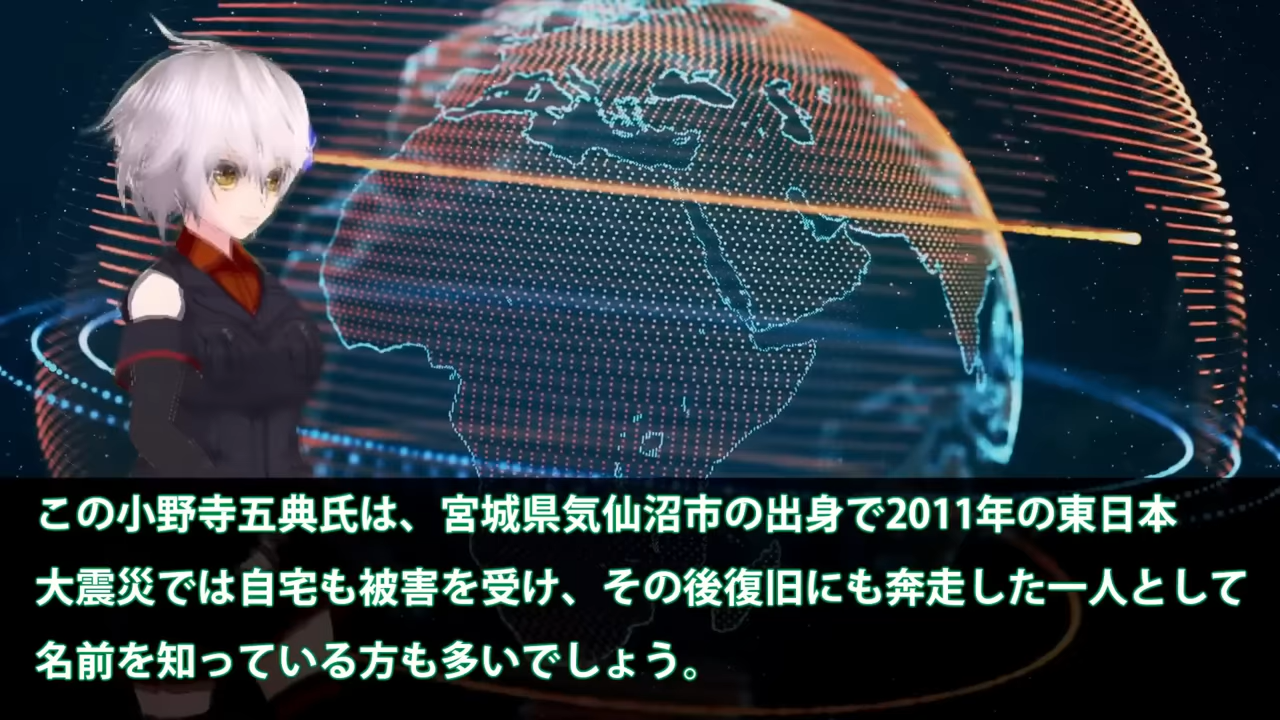 この小野寺五典氏は、宮城県気仙沼市の出身で2011年の東日本
大震災では自宅も被害を受け、その後復旧にも奔走した一人として
名前を知っている方も多いでしょう。